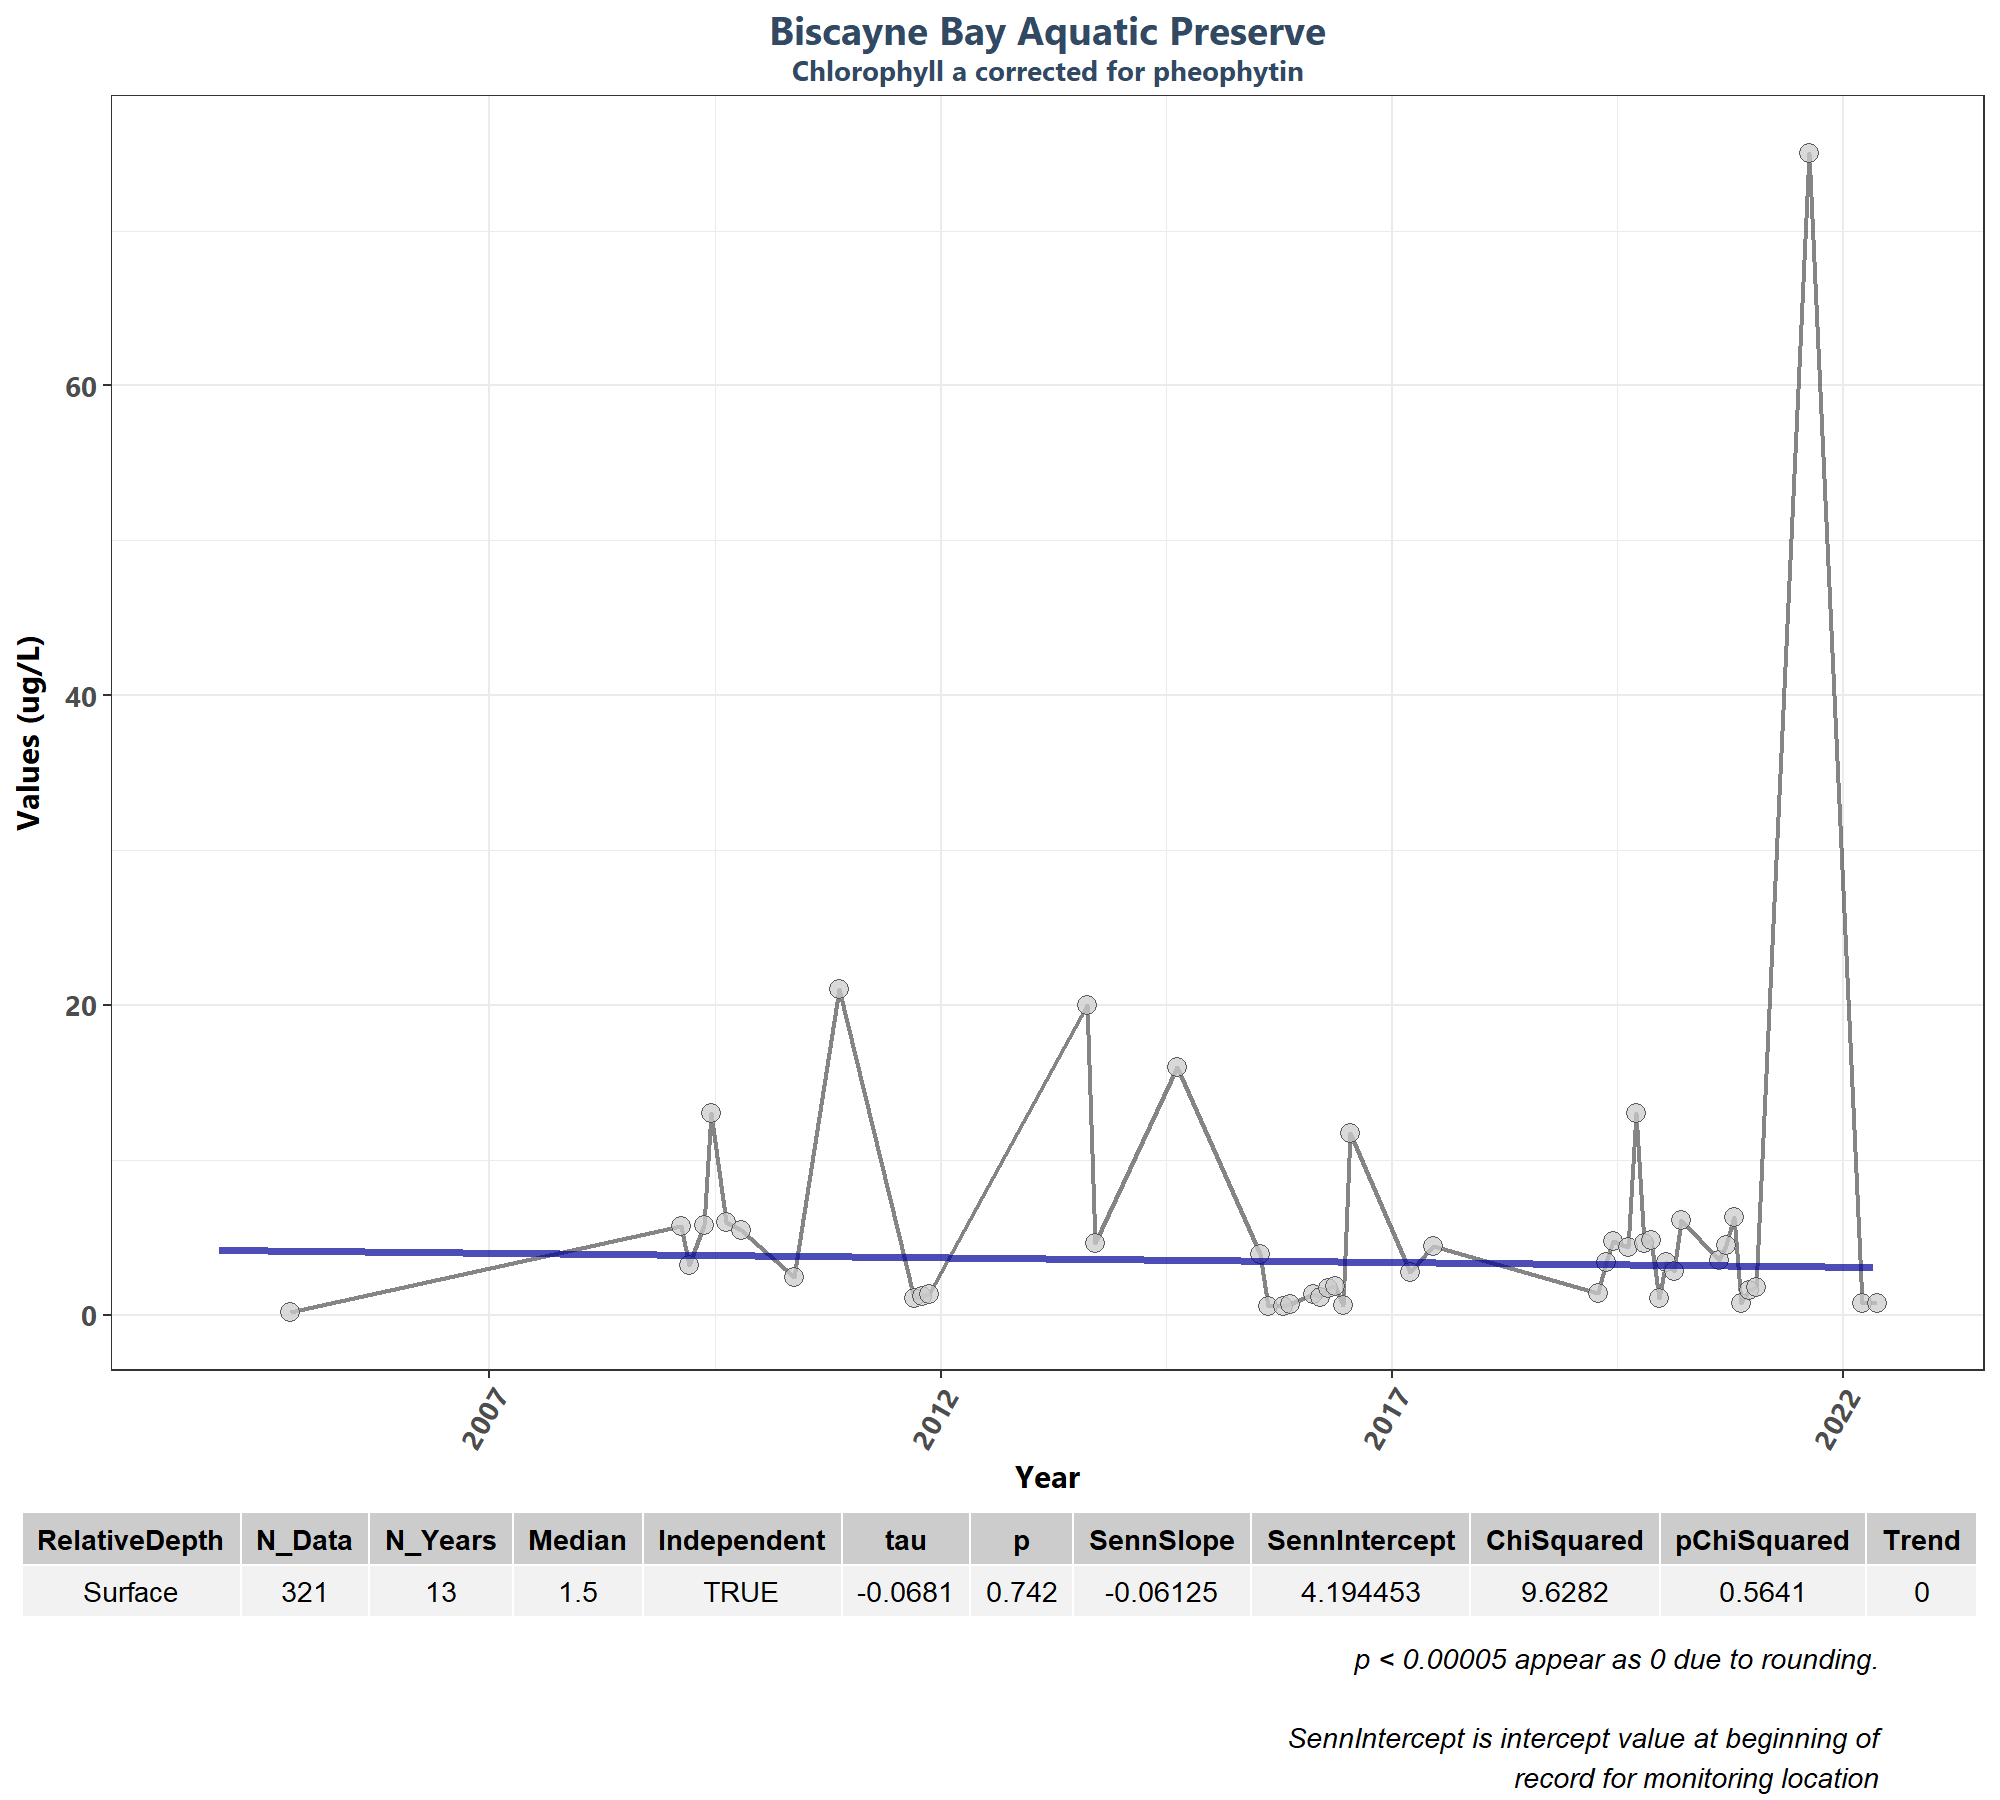 Biscayne Bay Aquatic Preserve
Chlorophyll a corrected for pheophytin
Values (ug/L)
60
40
20
0
2007
2012
2017
2022
Year
RelativeDepth N_Data N_Years Median Independent tau p SennSlope SennIntercept ChiSquared pChiSquared Trend
Surface 321 13 1.5 TRUE -0.0681 0.742 -0.06125 4.194453 9.6282 0.5641 0
p < 0.00005 appear as 0 due to rounding.
SennIntercept is intercept value at beginning of
record for monitoring location